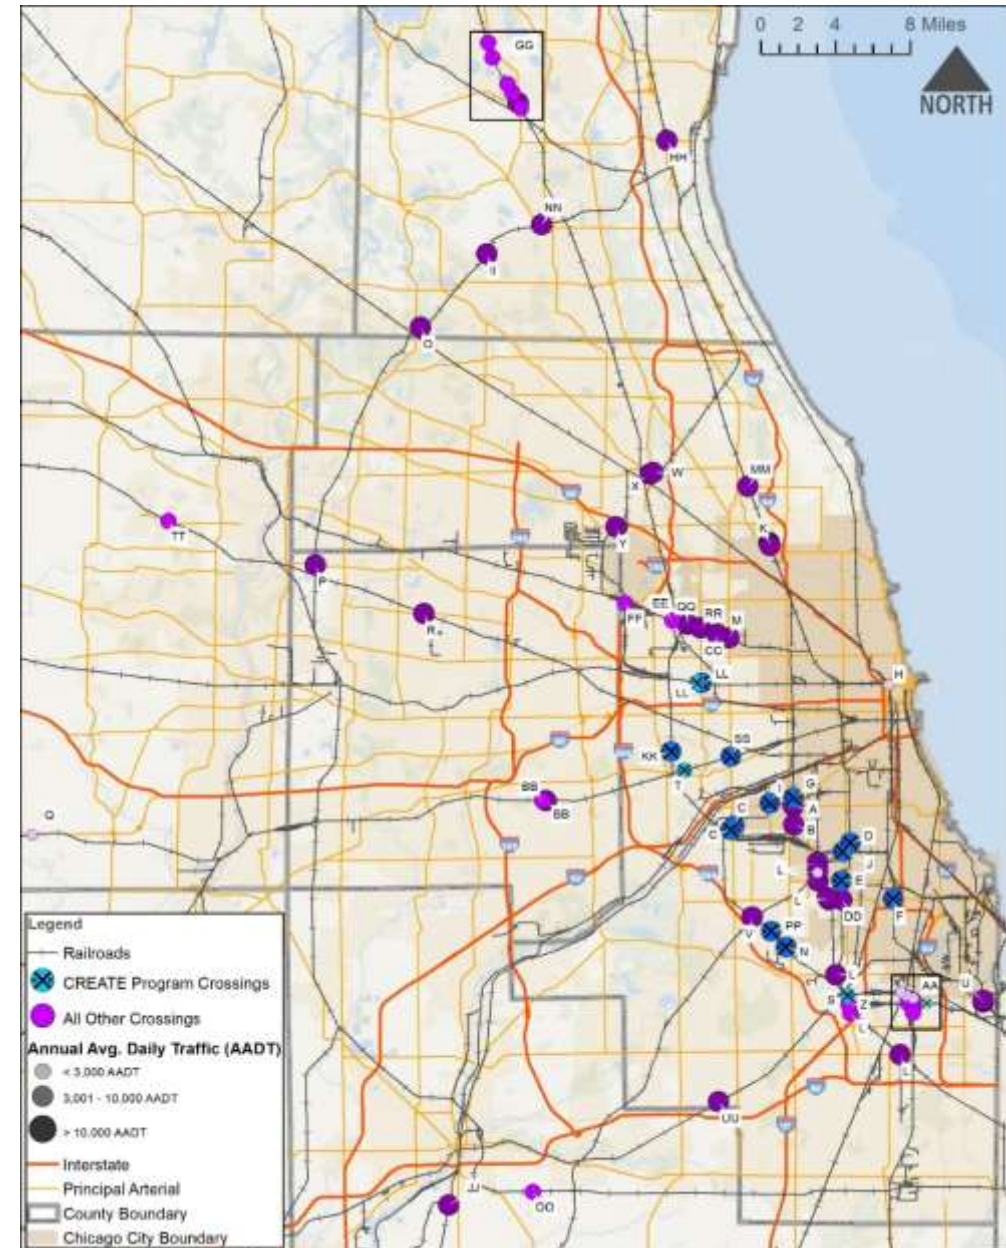 0 2 4 8 Miles
NORTH
GG
HH
NN
II
O
W
X
MM
K
Y
TT
P
R
EE
QQ
RR
M
FF
CC
LL
LL
H
KK
SS
T
BB
BB
Q
G
I
A
C
C
B
D
J
L
E
L
DD
F
V
PP
N
L
S
Z
AA
U
L
L
UU
JJ
OO
Legend
Railroads
CREATE Program Crossings
All Other Crossings
Annual Avg. Daily Traffic (AADT)
< 3,000 AADT
3,001 - 10,000 AADT
> 10,000 AADT
Interstate
Principal Arterial
County Boundary
Chicago City Boundary